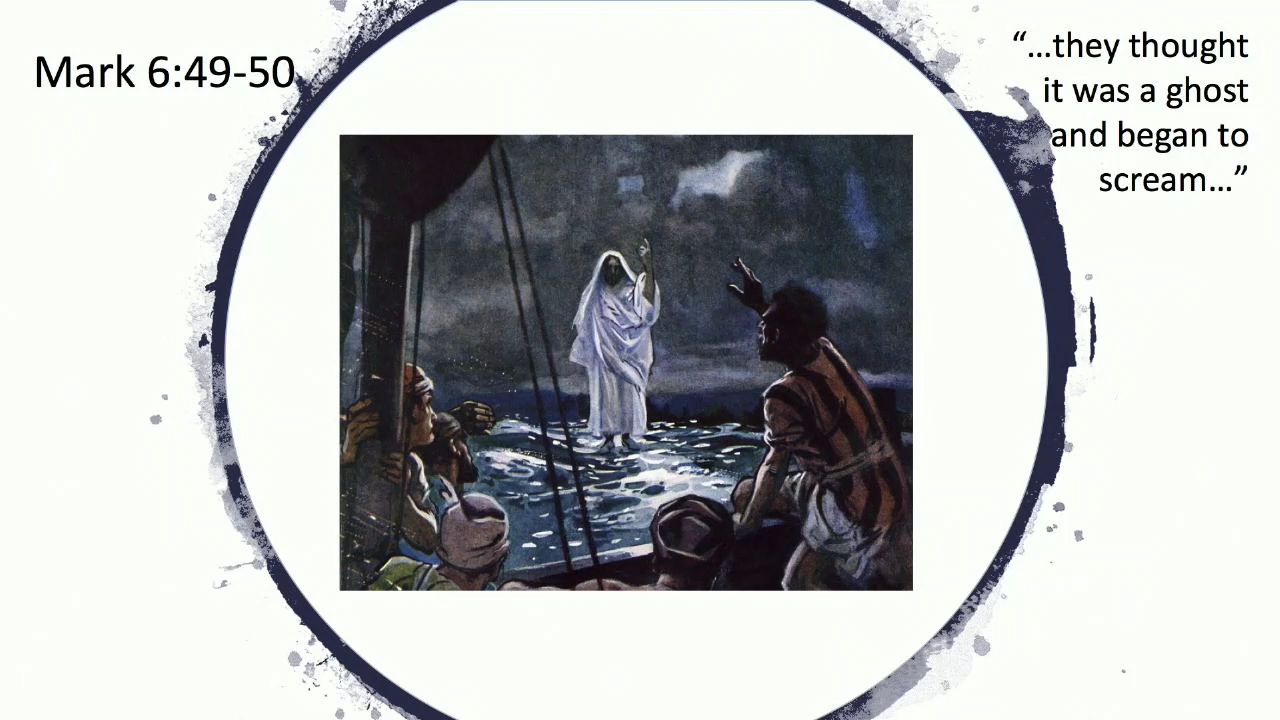 Mark 6:49-50
“…they thought
it was a ghost
and began to
scream…”